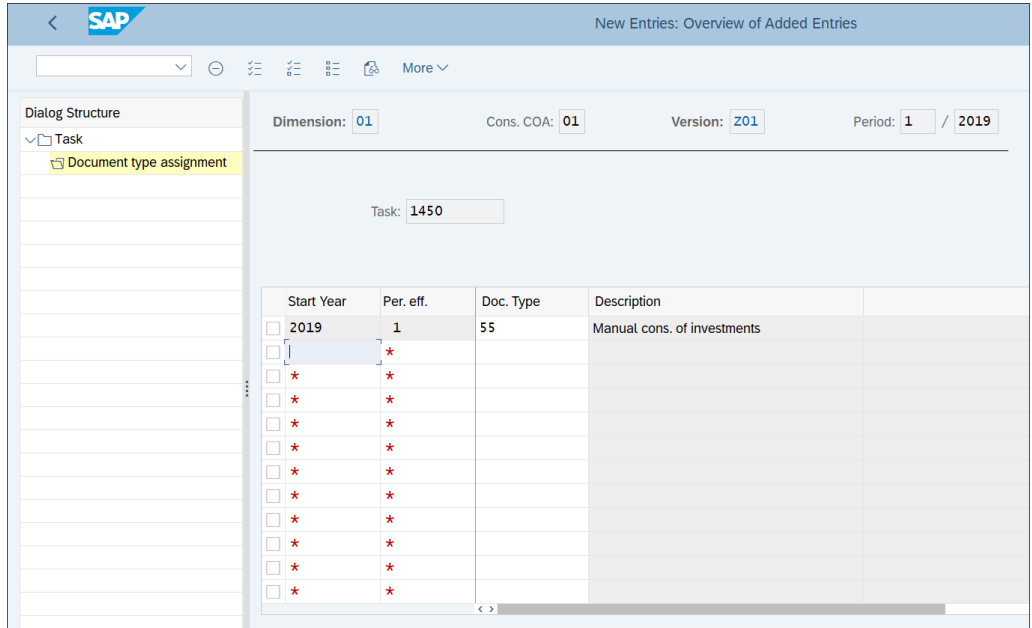 SAP New Entries: Overview of Added Entries
More
Dialog Structure
Task
Document type assignment
Dimension: 01 Cons. COA: 01 Version: Z01 Period: 1 / 2019
Task: 1450
Start Year Per. eff. Doc. Type Description
2019 1 55 Manual cons. of investments
*
* *
* *
* *
* *
* *
* *
* *
* *
* *
* *